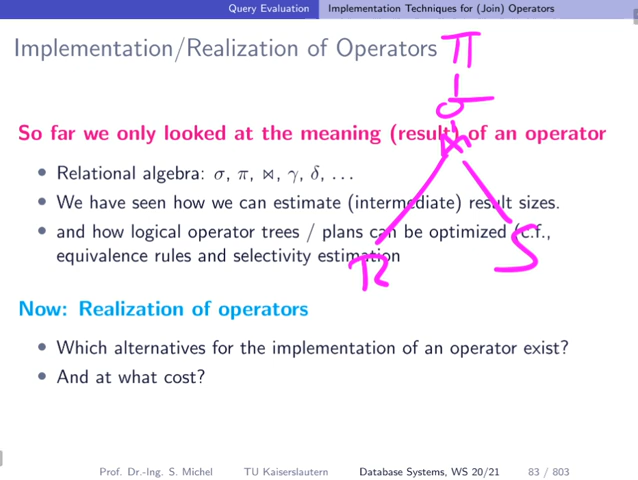 Query Evaluation Implementation Techniques for (Join) Operators
Implementation/Realization of Operators π
σ
So far we only looked at the meaning (result) of an operator
⋈
• Relational algebra: σ, π, ⋈, γ, δ, ...
• We have seen how we can estimate (intermediate) result sizes.
• and how logical operator trees / plans can be optimized (c.f.,
equivalence rules and selectivity estimation
R S
Now: Realization of operators
• Which alternatives for the implementation of an operator exist?
• And at what cost?
Prof. Dr.-Ing. S. Michel TU Kaiserslautern Database Systems, WS 20/21 83 / 803